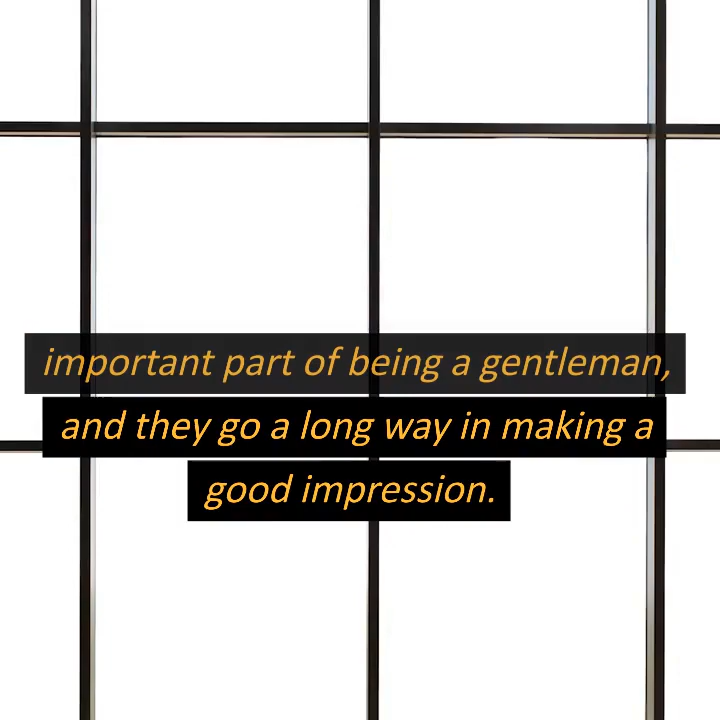 important part of being a gentleman,
and they go a long way in making a
good impression.